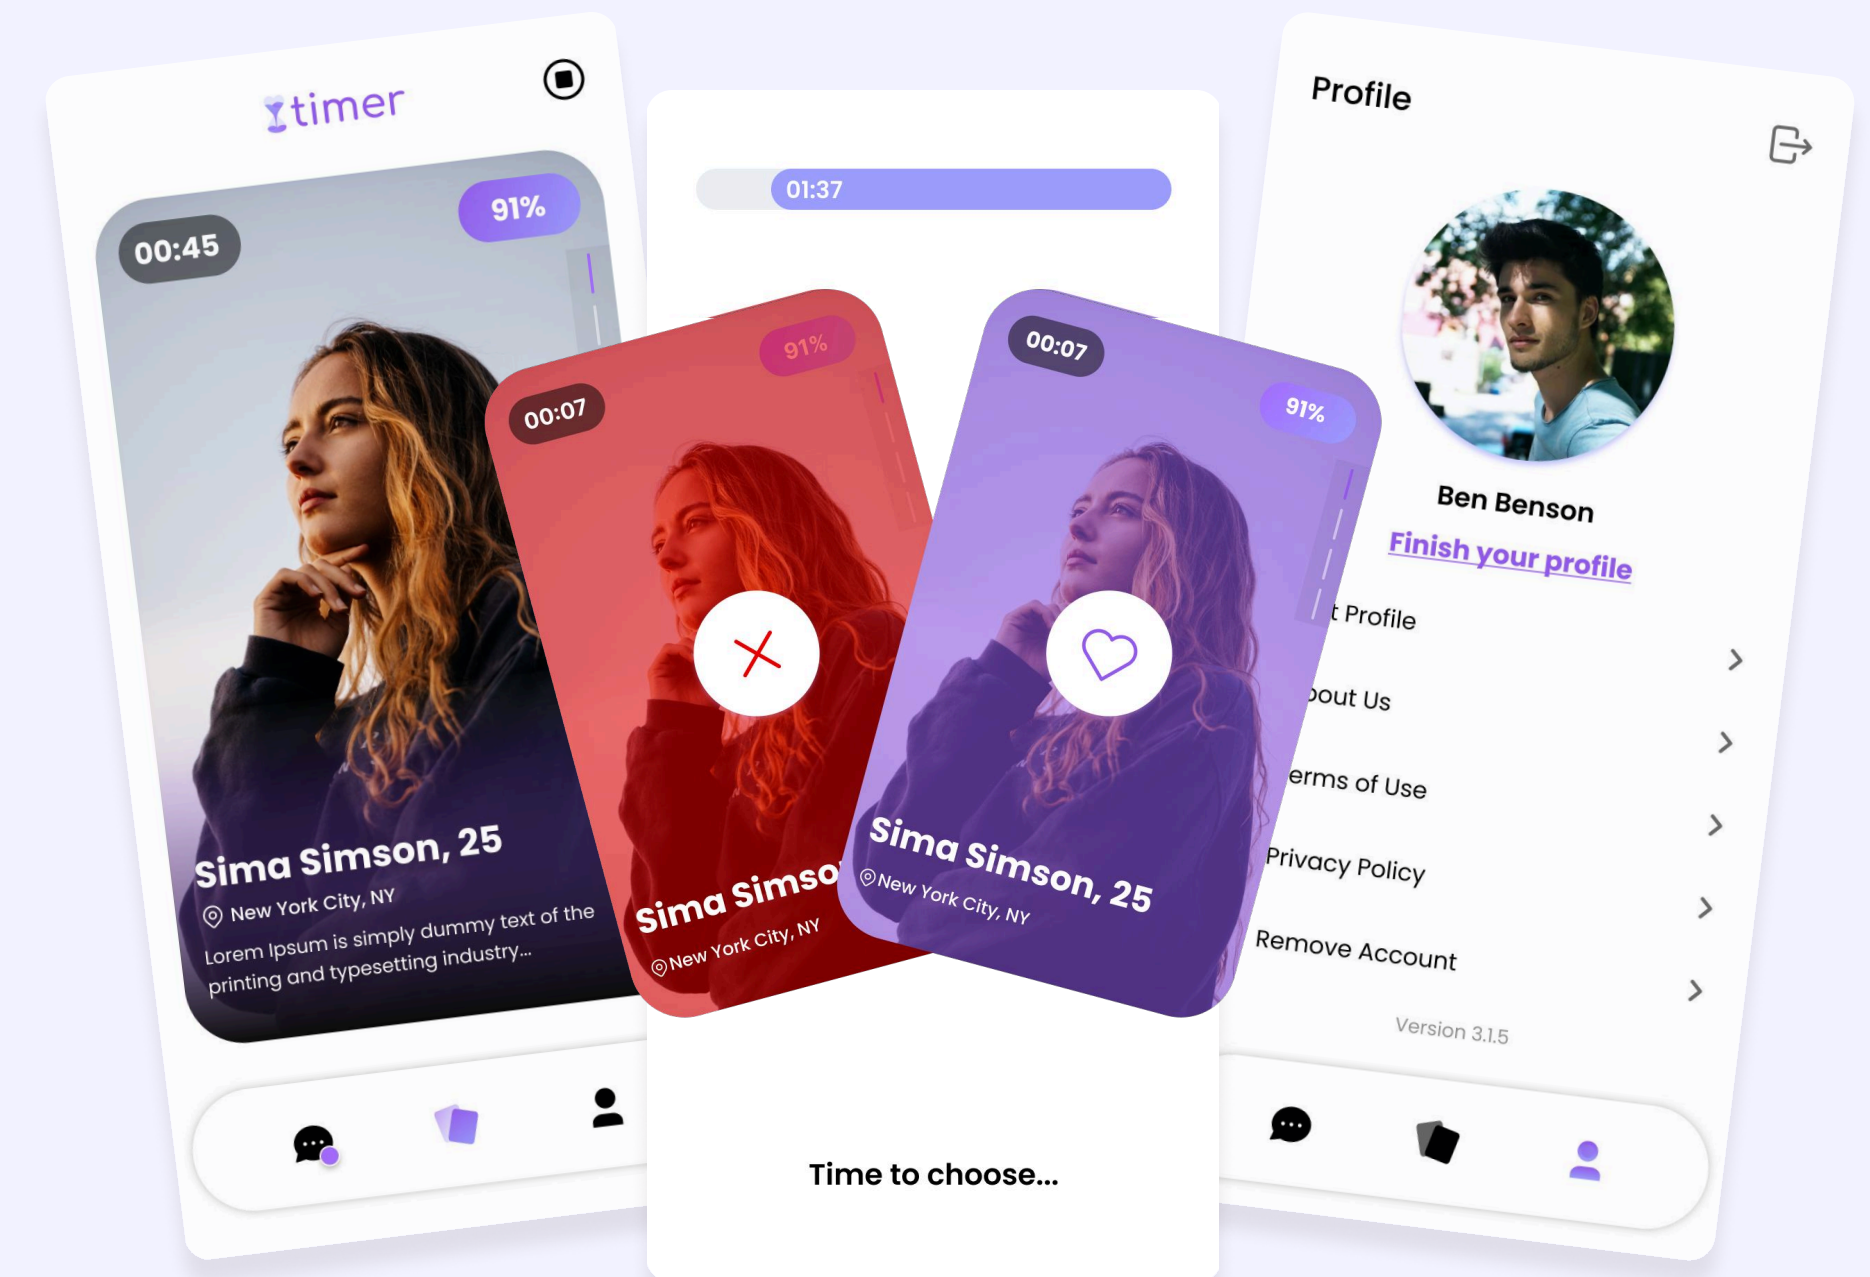 timer
00:45
91%
Sima Simson, 25
New York City, NY
Lorem Ipsum is simply dummy text of the
printing and typesetting industry...
01:37
91%
00:07
Sima Simso
New York City, NY
00:07
91%
Sima Simson, 25
New York City, NY
Time to choose...
Profile
Ben Benson
Finish your profile
t Profile
bout Us
erms of Use
Privacy Policy
Remove Account
Version 3.1.5